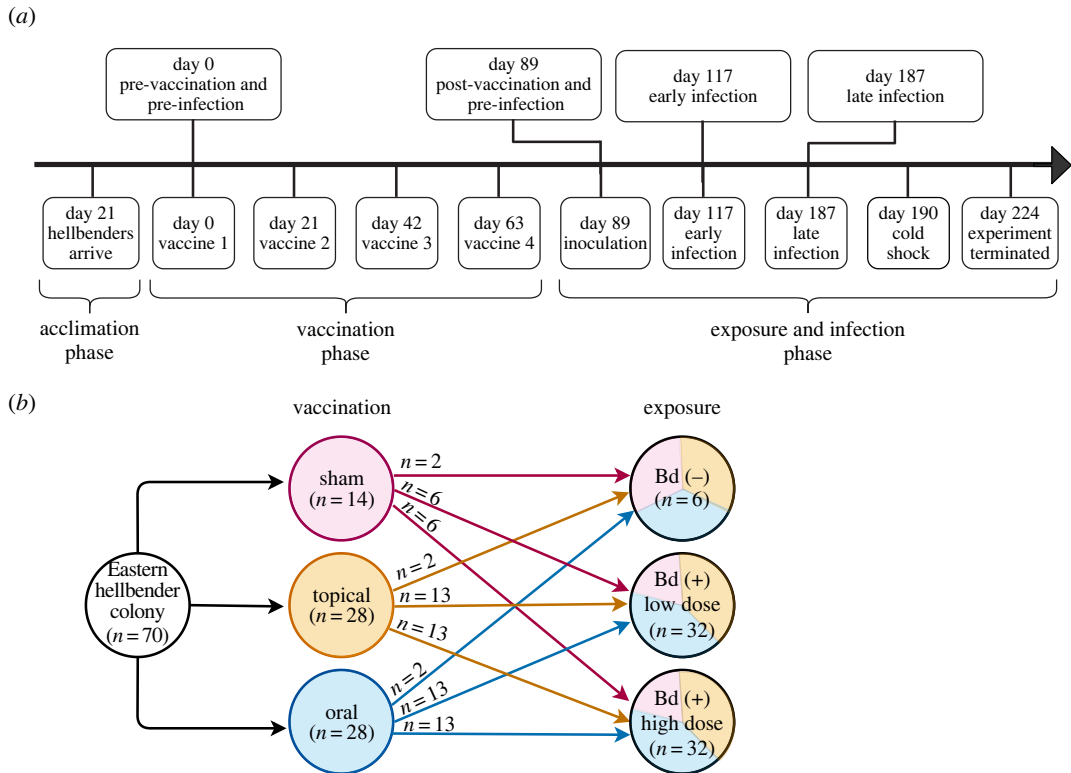 (a)
day 0
pre-vaccination and
pre-infection
day 89
post-vaccination and
pre-infection
day 117
early infection
day 187
late infection
day 21
hellbenders
arrive
day 0
vaccine 1
day 21
vaccine 2
day 42
vaccine 3
day 63
vaccine 4
day 89
inoculation
day 117
early
infection
day 187
late
infection
day 190
cold
shock
day 224
experiment
terminated
acclimation
phase
vaccination
phase
exposure and infection
phase
(b)
vaccination
exposure
Eastern
hellbender
colony
(n = 70)
sham
(n = 14)
topical
(n = 28)
oral
(n = 28)
n = 2
n = 6
n = 6
n = 2
n = 13
n = 13
n = 2
n = 13
n = 13
Bd (–)
(n = 6)
Bd (+)
low dose
(n = 32)
Bd (+)
high dose
(n = 32)